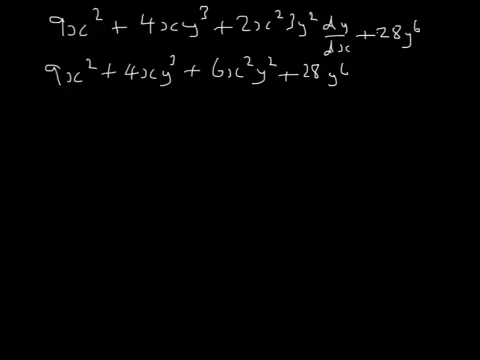 9x² + 4xy³ + 2x²3y² dy/dx + 28y⁶
9x² + 4xy³ + 6x²y² + 28y⁶